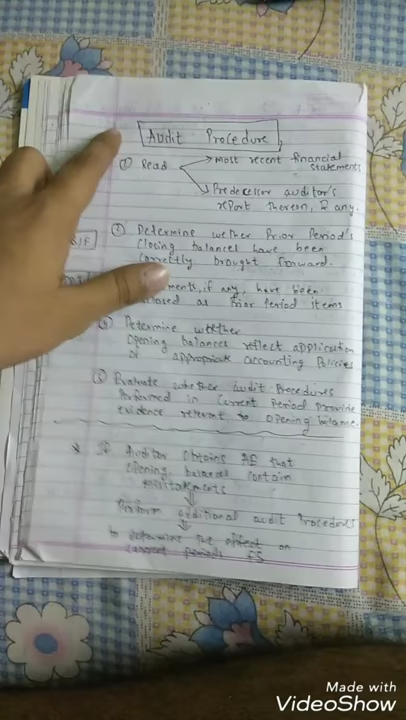 Audit Procedure
① Read → most recent financial
statements
→ Predecessor auditor's
report thereon, if any.
② Determine wether Prior Period's
closing balances have been
correctly brought forward.
B/F
ments, if any, have been
as Prior Period items
④ Determine whether
opening balances reflect application
of appropriate accounting Policies
⑤ Evaluate whether audit Procedures
Performed in current Period provide
evidence relevant to opening balance.
* If Auditor obtains AE that
opening balances contain
misstatements
⇓
Perform additional audit Procedures
⇓
to determine the effect on
current period's FS
Made with
VideoShow